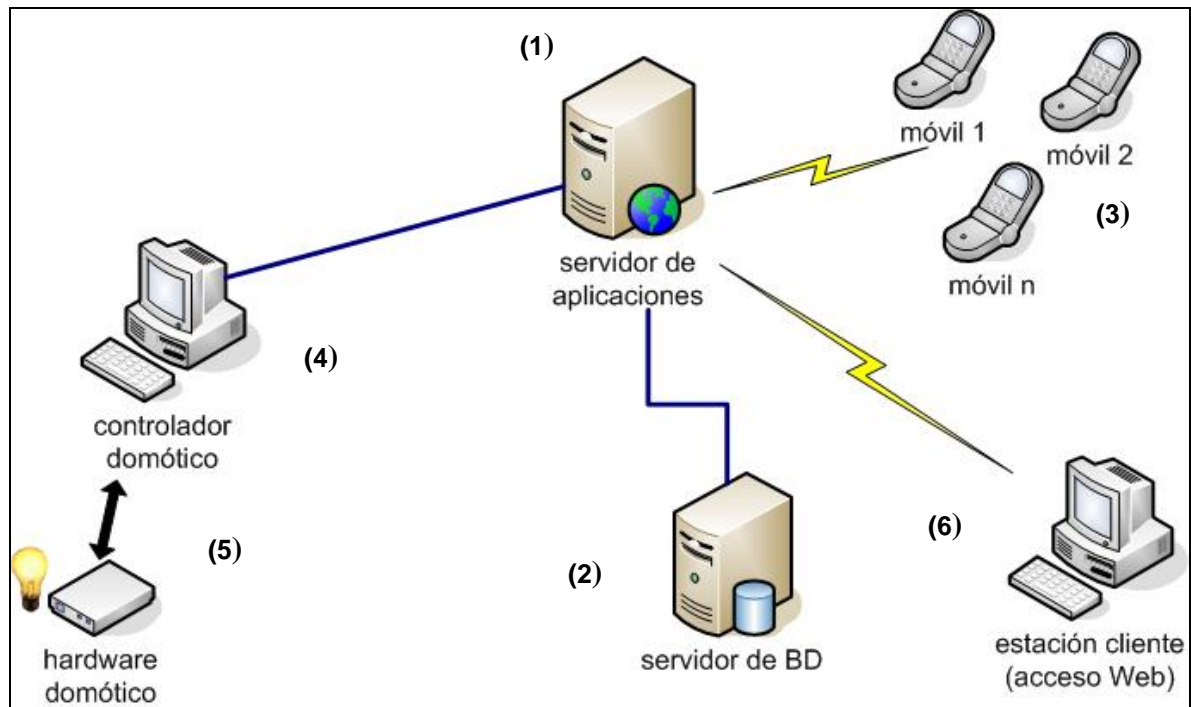 (1)
móvil 1
móvil 2
(3)
móvil n
servidor de
aplicaciones
(4)
controlador
domótico
(5)
hardware
domótico
(2)
servidor de BD
(6)
estación cliente
(acceso Web)